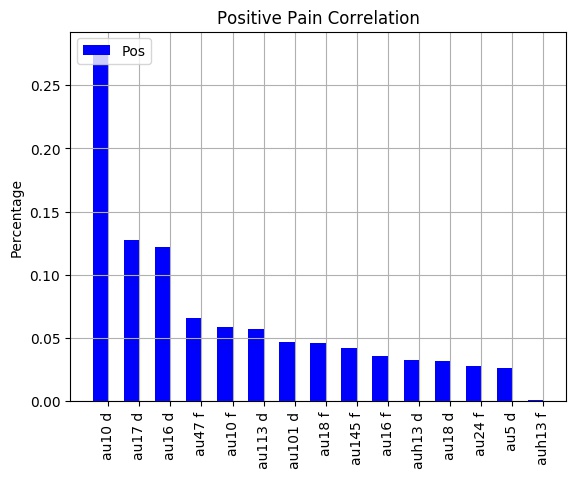 Positive Pain Correlation
Pos
Percentage
0.25
0.20
0.15
0.10
0.05
0.00
au10 d
au17 d
au16 d
au47 f
au10 f
au113 d
au101 d
au18 f
au145 f
au16 f
auh13 d
au18 d
au24 f
au5 d
auh13 f